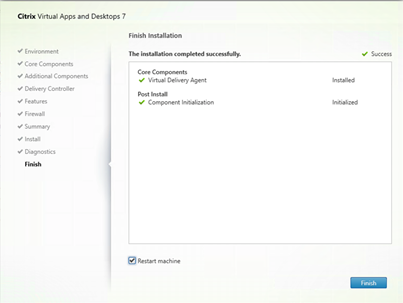 Citrix Virtual Apps and Desktops 7
Finish Installation
Environment
Core Components
Additional Components
Delivery Controller
Features
Firewall
Summary
Install
Diagnostics
Finish
The installation completed successfully.
Success
Core Components
Virtual Delivery Agent Installed
Post Install
Component Initialization Initialized
Restart machine
Finish